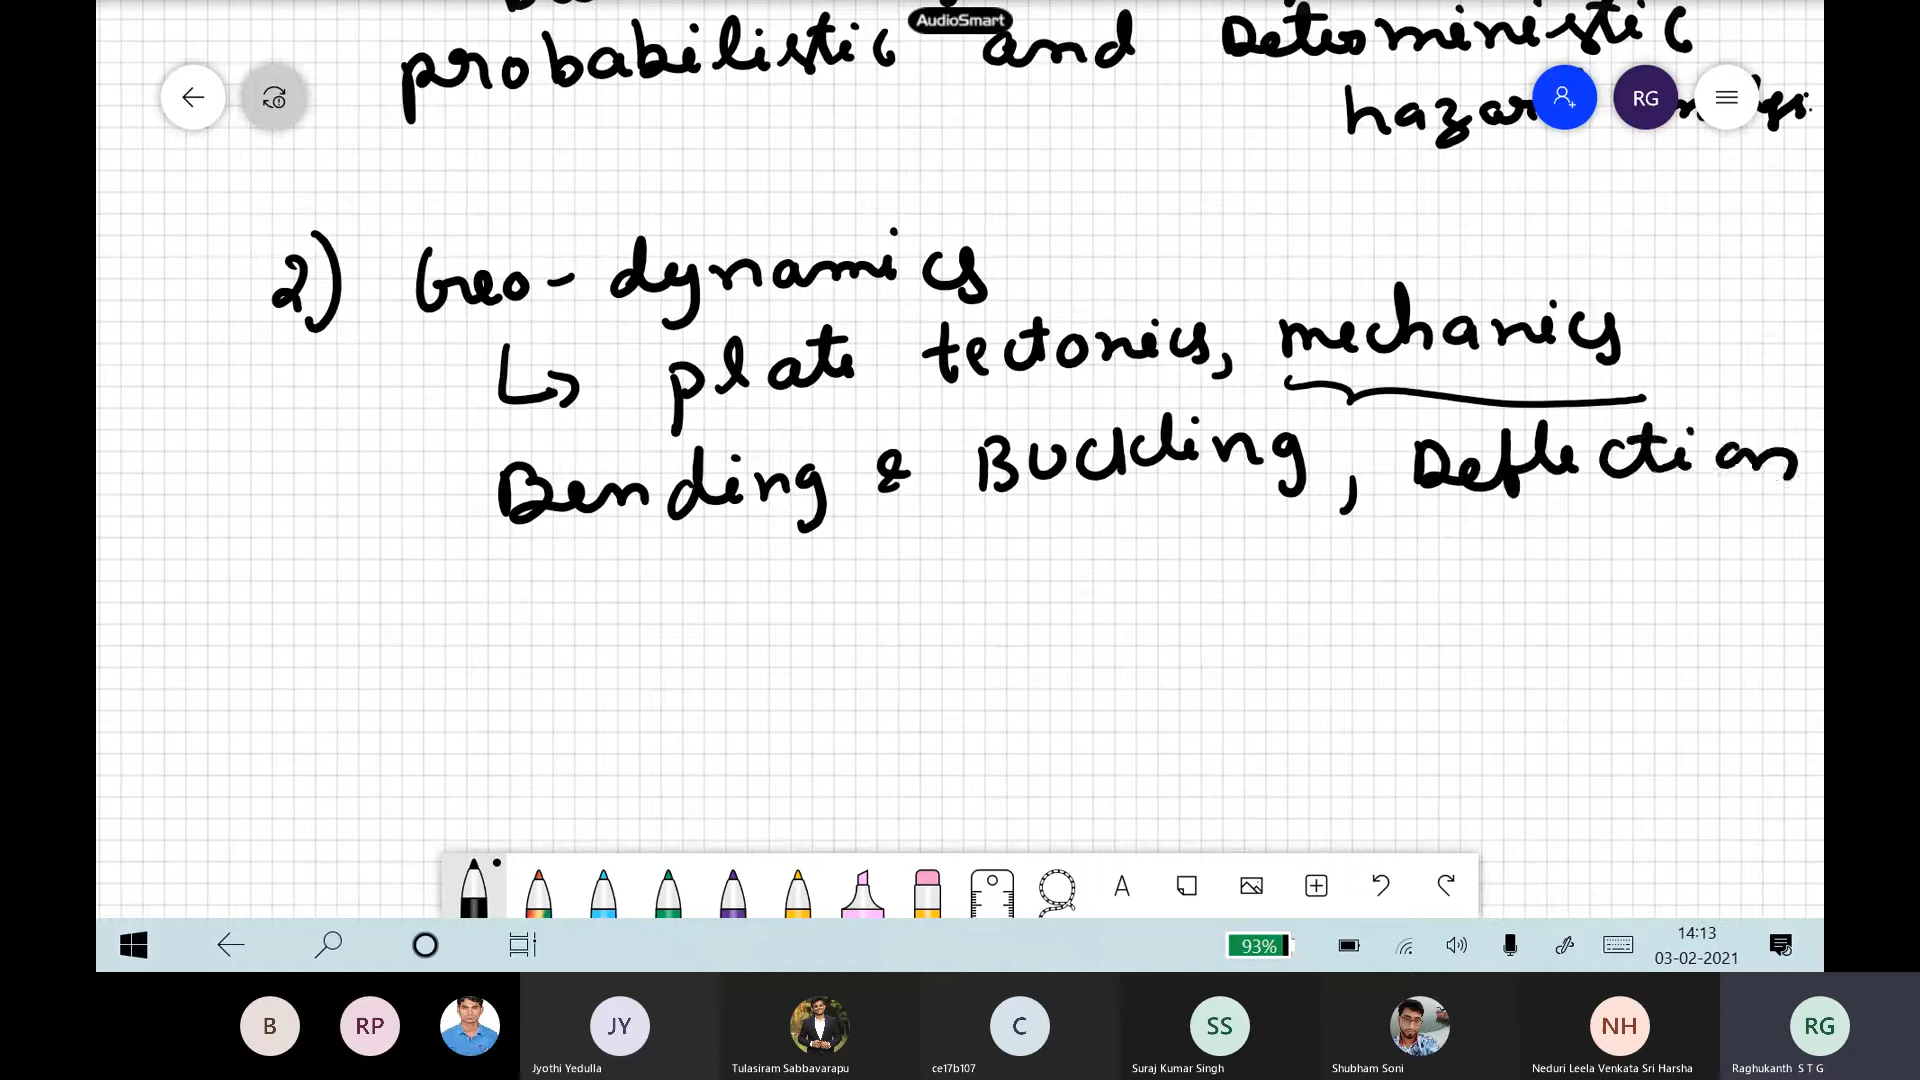 AudioSmart
probabilistic and Deterministic
RG
2) Geo-dynamics
↳ plate tectonics, mechanics
Bending & Buckling, Deflection
A
93%
14:13
03-02-2021
B RP JY C SS NH RG
Jyothi Yedulla Tulasiram Sabbavarapu ce17b107 Suraj Kumar Singh Shubham Soni Neduri Leela Venkata Sri Harsha Raghukanth S T G